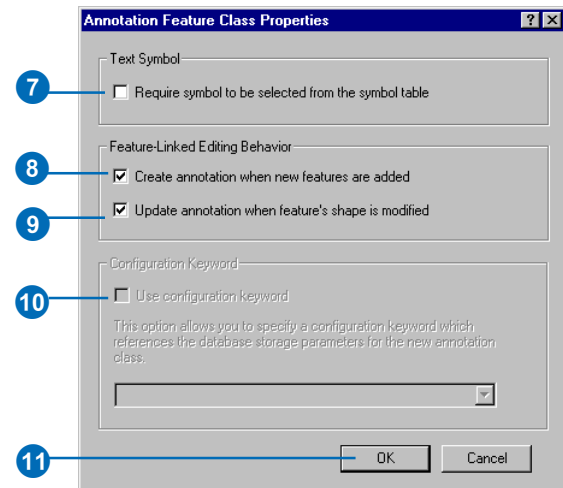 Annotation Feature Class Properties
Text Symbol
7
Require symbol to be selected from the symbol table
Feature-Linked Editing Behavior
8
Create annotation when new features are added
9
Update annotation when feature's shape is modified
Configuration Keyword
10
Use configuration keyword
This option allows you to specify a configuration keyword which
references the database storage parameters for the new annotation
class.
11
OK
Cancel